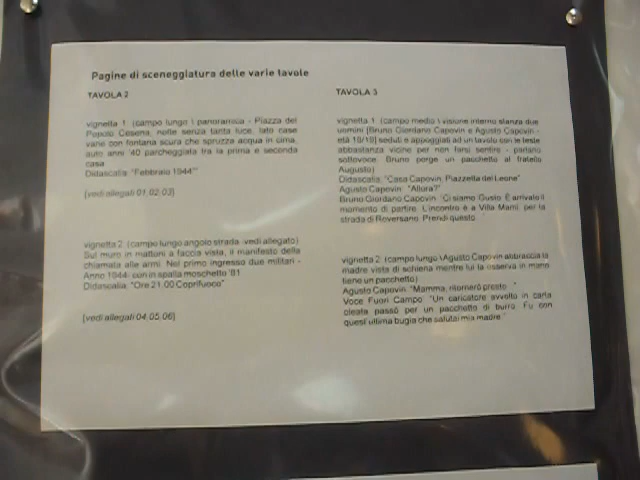 Pagine di sceneggiatura delle varie tavole
TAVOLA 2
vignetta 1: (campo lungo \ panoramica - Piazza del
Popolo Cesena, notte senza tanta luce, lato case
varie con fontana scura che spruzza acqua in cima,
auto anni '40 parcheggiata tra la prima e seconda
casa
Didascalia: "Febbraio 1944"
[vedi allegati 01,02,03]
vignetta 2: (campo lungo angolo strada -vedi allegato)
Sul muro in mattoni a faccia vista, il manifesto della
chiamata alle armi. Nel primo ingresso due militari -
Anno 1944- con in spalla moschetto '91
Didascalia: "Ore 21.00 Coprifuoco"
[vedi allegati 04,05,06]
TAVOLA 3
vignetta 1: (campo medio \ visione interno stanza due
uomini [Bruno Giordano Capovin e Agusto Capovin -
età 18/19] seduti e appoggiati ad un tavolo con le teste
abbastanza vicine per non farsi sentire - parlano
sottovoce. Bruno porge un pacchetto al fratello
Augusto)
Didascalia: "Casa Capovin, Piazzetta del Leone"
Agusto Capovin: "Allura?"
Bruno Giordano Capovin: "Ci siamo 'Gusto. È arrivato il
momento di partire. L'incontro è a Villa Mami, per la
strada di Roversano. Prendi questo.
vignetta 2: (campo lungo \ Agusto Capovin abbraccia la
madre vista di schiena mentre lui la osserva in mano
tiene un pacchetto)
Agusto Capovin: "Mamma, ritornerò presto..."
Voce Fuori Campo: "Un caricatore avvolto in carta
oleata passò per un pacchetto di burro. Fu con
quest'ultima bugia che salutai mia madre."